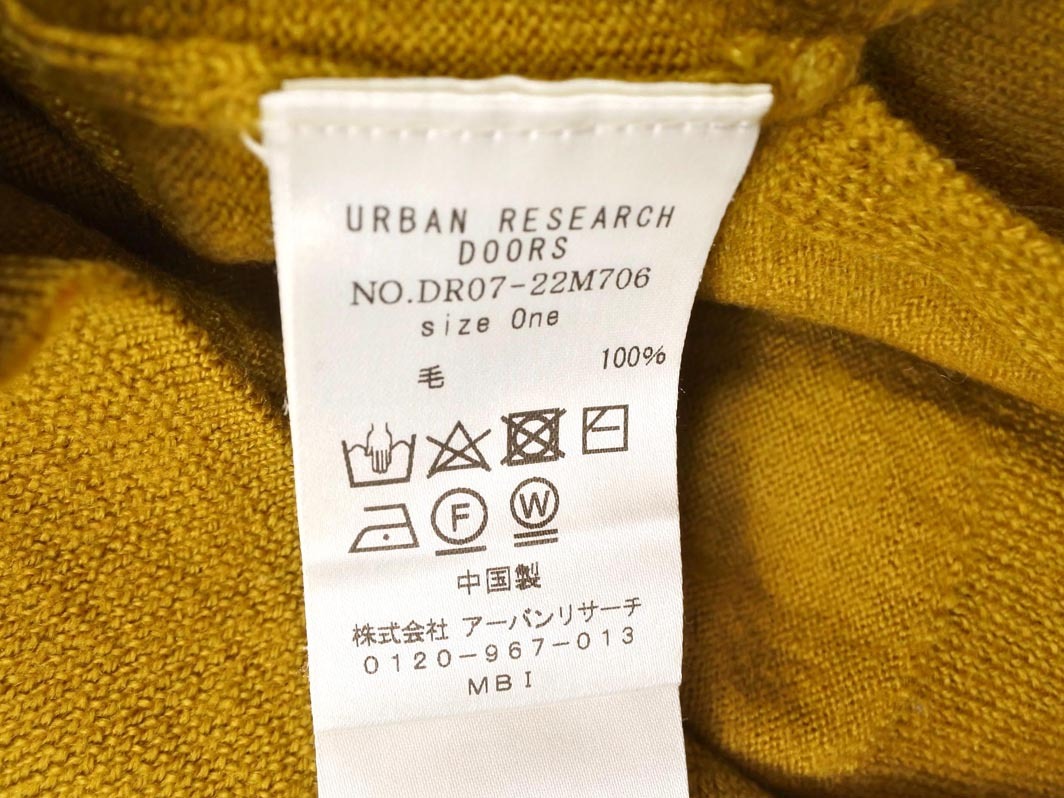 URBAN RESEARCH
DOORS
NO.DR07-22M706
size One
毛 100%
F W
中国製
株式会社 アーバンリサーチ
0120-967-013
MBI